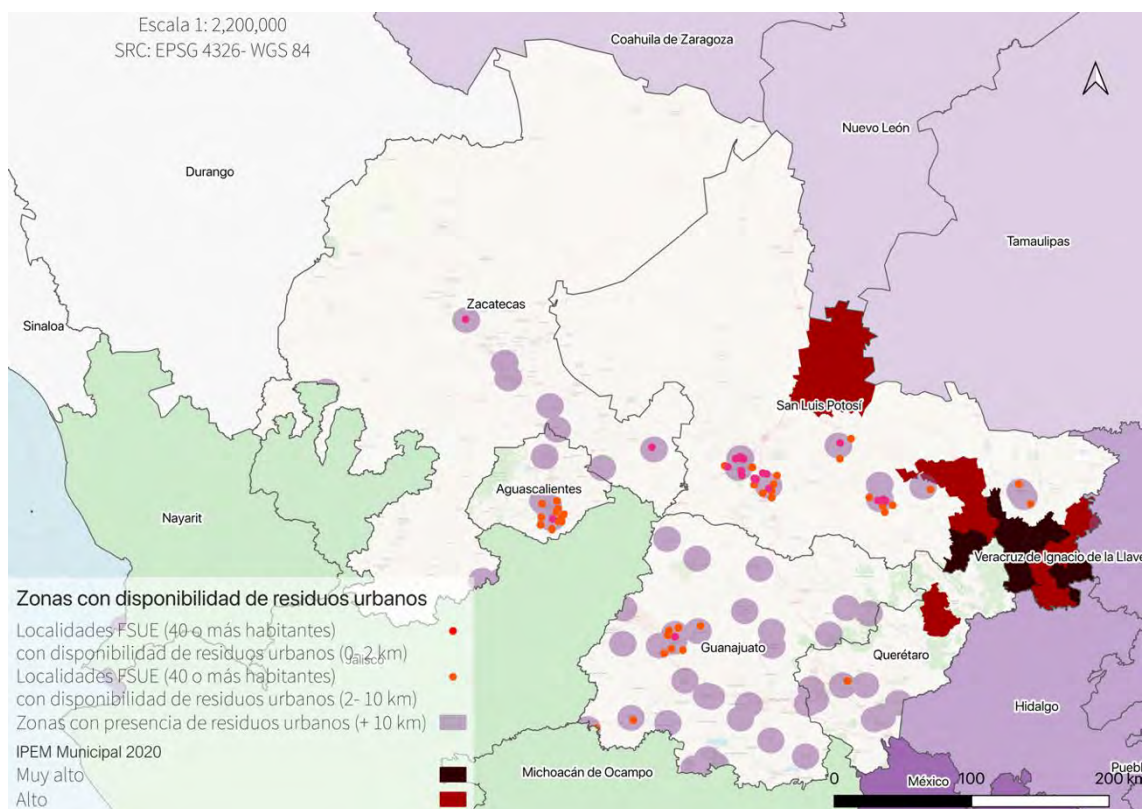 Escala 1: 2,200,000
SRC: EPSG 4326- WGS 84
Coahuila de Zaragoza
Nuevo León
Durango
Tamaulipas
Zacatecas
Sinaloa
San Luis Potosí
Aguascalientes
Nayarit
Veracruz de Ignacio de la Llave
Zonas con disponibilidad de residuos urbanos
Localidades FSUE (40 o más habitantes)
con disponibilidad de residuos urbanos (0- 2 km)
Jalisco
Localidades FSUE (40 o más habitantes)
con disponibilidad de residuos urbanos (2- 10 km)
Zonas con presencia de residuos urbanos (+ 10 km)
IPEM Municipal 2020
Muy alto
Alto
Guanajuato
Querétaro
Hidalgo
Michoacán de Ocampo
México
Puebl
0 100 200 km